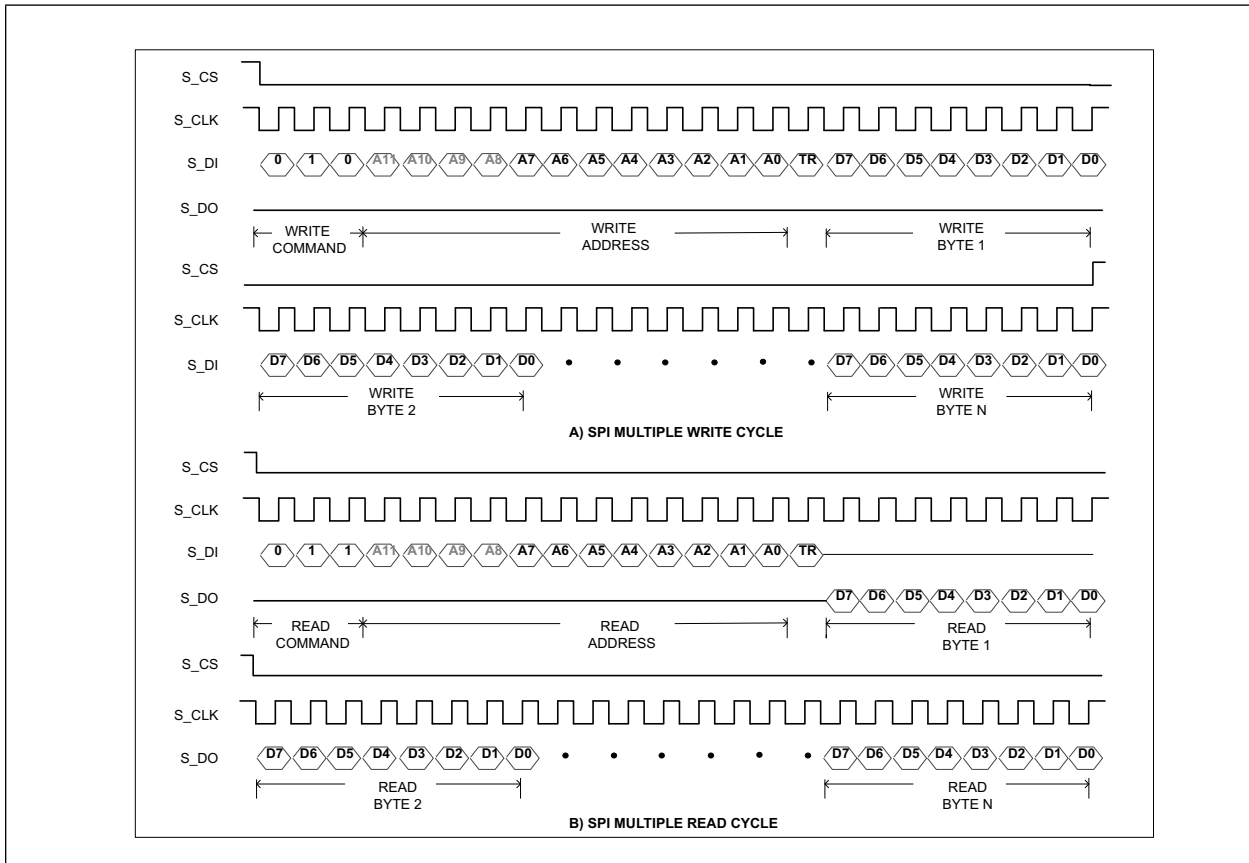 S_CS
S_CLK
S_DI 0 1 0 A11 A10 A9 A8 A7 A6 A5 A4 A3 A2 A1 A0 TR D7 D6 D5 D4 D3 D2 D1 D0
S_DO
WRITE COMMAND
WRITE ADDRESS
WRITE BYTE 1
S_CS
S_CLK
S_DI D7 D6 D5 D4 D3 D2 D1 D0 • • • • • • D7 D6 D5 D4 D3 D2 D1 D0
WRITE BYTE 2
WRITE BYTE N
A) SPI MULTIPLE WRITE CYCLE
S_CS
S_CLK
S_DI 0 1 1 A11 A10 A9 A8 A7 A6 A5 A4 A3 A2 A1 A0 TR
S_DO D7 D6 D5 D4 D3 D2 D1 D0
READ COMMAND
READ ADDRESS
READ BYTE 1
S_CS
S_CLK
S_DO D7 D6 D5 D4 D3 D2 D1 D0 • • • • • • D7 D6 D5 D4 D3 D2 D1 D0
READ BYTE 2
READ BYTE N
B) SPI MULTIPLE READ CYCLE